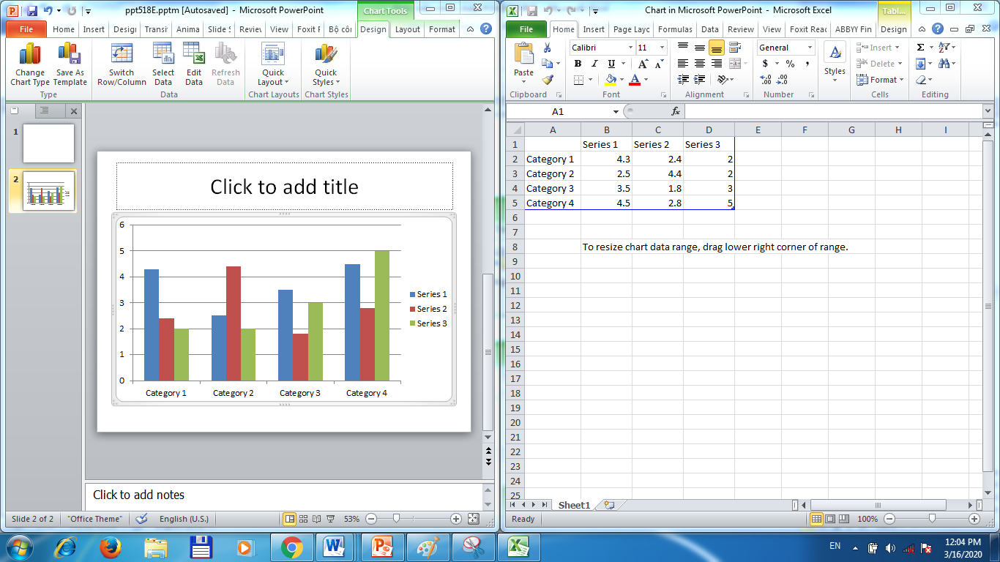 ppt518E.pptm [Autosaved] - Microsoft PowerPoint
Chart Tools
File Home Insert Desig Transi Anima Slide S Review View Foxit F Bộ côn Design Layout Format
Change Chart Type
Save As Template
Type
Switch Row/Column
Select Data
Edit Data
Refresh Data
Data
Quick Layout
Chart Layouts
Quick Styles
Chart Styles
1
2
Click to add title
6
5
4
3
2
1
0
Category 1 Category 2 Category 3 Category 4
Series 1
Series 2
Series 3
Click to add notes
Slide 2 of 2 "Office Theme" English (U.S.) 53%
Chart in Microsoft PowerPoint - Microsoft Excel
Tabl...
File Home Insert Page Layc Formulas Data Review View Foxit Reac ABBYY Fin Design
Paste
Clipboard
Calibri 11
B I U A A
A
Font
Alignment
General
$ % ,
Number
Styles
Insert
Delete
Format
Cells
Σ
Editing
A1 fx
A B C D E F G H I
1 Series 1 Series 2 Series 3
2 Category 1 4.3 2.4 2
3 Category 2 2.5 4.4 2
4 Category 3 3.5 1.8 3
5 Category 4 4.5 2.8 5
6
7
8 To resize chart data range, drag lower right corner of range.
9
10
11
12
13
14
15
16
17
18
19
20
21
22
23
24
25
Sheet1
Ready 100%
EN 12:04 PM
3/16/2020